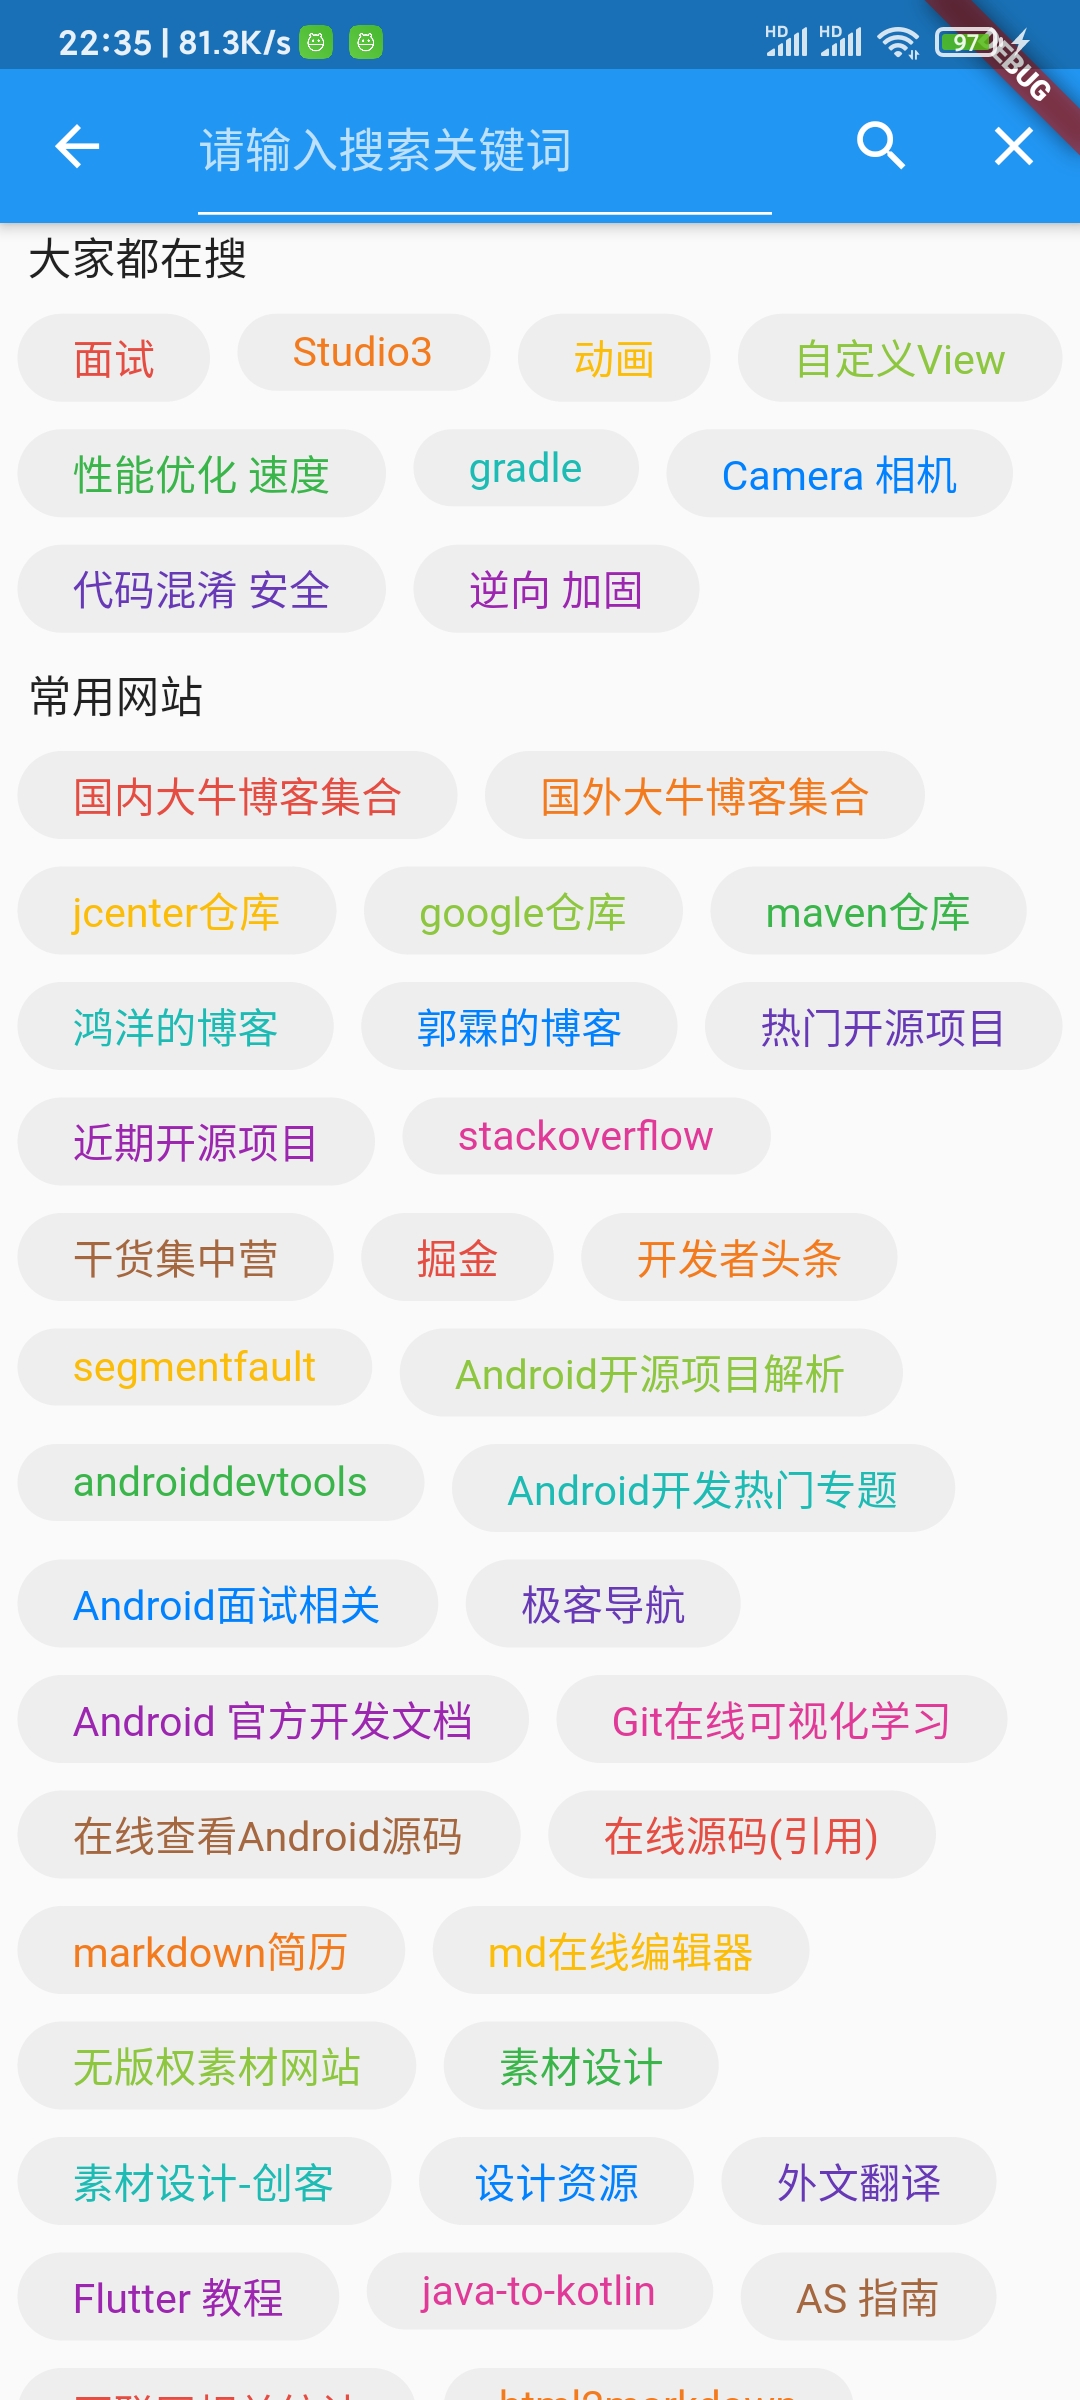 22:35 | 81.3K/s HD HD 97
请输入搜索关键词
大家都在搜
面试 Studio3 动画 自定义View
性能优化 速度 gradle Camera 相机
代码混淆 安全 逆向 加固
常用网站
国内大牛博客集合 国外大牛博客集合
jcenter仓库 google仓库 maven仓库
鸿洋的博客 郭霖的博客 热门开源项目
近期开源项目 stackoverflow
干货集中营 掘金 开发者头条
segmentfault Android开源项目解析
androiddevtools Android开发热门专题
Android面试相关 极客导航
Android 官方开发文档 Git在线可视化学习
在线查看Android源码 在线源码(引用)
markdown简历 md在线编辑器
无版权素材网站 素材设计
素材设计-创客 设计资源 外文翻译
Flutter 教程 java-to-kotlin AS 指南
html2markdown